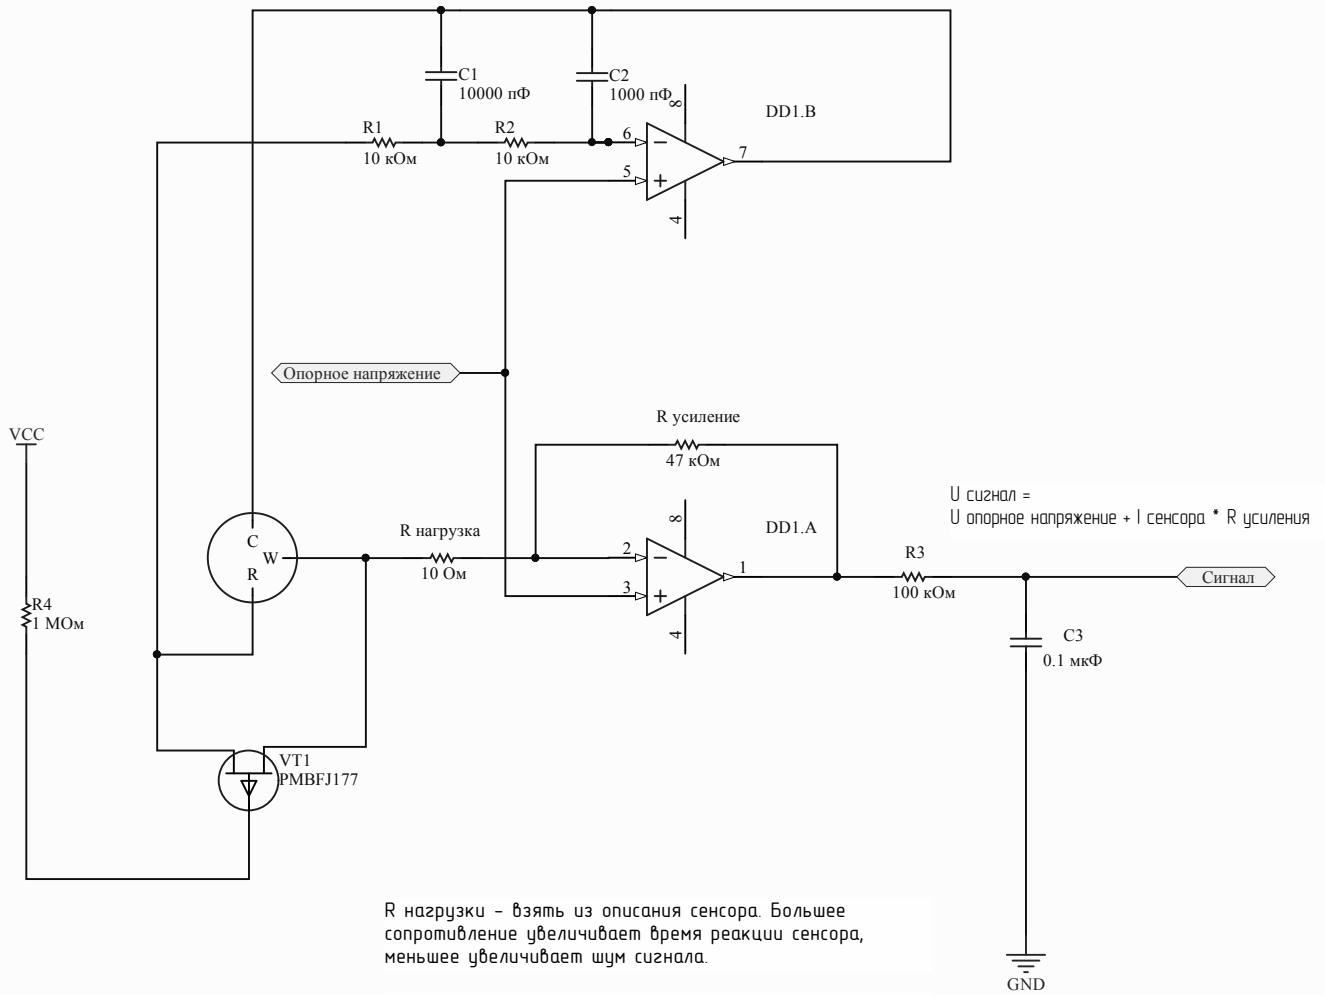 C1
10000 пФ
C2
1000 пФ
8
DD1.B
R1
10 кОм
R2
10 кОм
6
5
7
4
Опорное напряжение
VCC
R усиление
47 кОм
U сигнал =
U опорное напряжение + I сенсора * R усиления
8
DD1.A
C
W
R
R нагрузка
10 Ом
2
3
1
4
R3
100 кОм
Сигнал
R4
1 МОм
C3
0.1 мкФ
VT1
PMBFJ177
R нагрузки - взять из описания сенсора. Большее
сопротивление увеличивает время реакции сенсора,
меньшее увеличивает шум сигнала.
GND